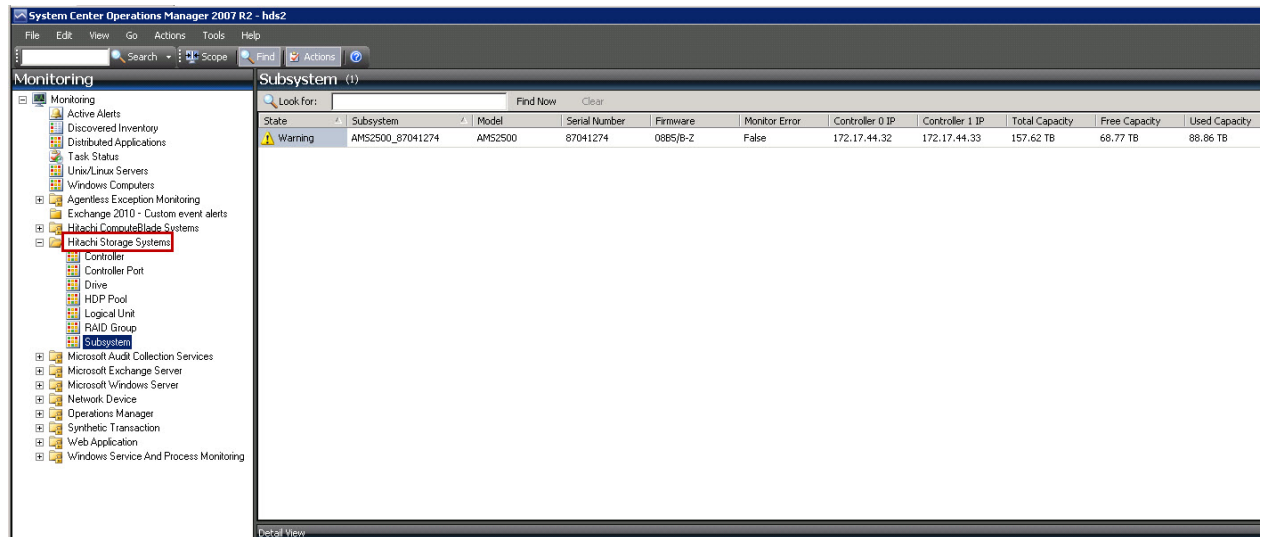 System Center Operations Manager 2007 R2 - hds2
File Edit View Go Actions Tools Help
Search Scope Find Actions
Monitoring
Subsystem (1)
Look for: Find Now Clear
State Subsystem Model Serial Number Firmware Monitor Error Controller 0 IP Controller 1 IP Total Capacity Free Capacity Used Capacity
Warning AMS2500_87041274 AMS2500 87041274 08B5/B-Z False 172.17.44.32 172.17.44.33 157.62 TB 68.77 TB 88.86 TB
Monitoring
Active Alerts
Discovered Inventory
Distributed Applications
Task Status
Unix/Linux Servers
Windows Computers
Agentless Exception Monitoring
Exchange 2010 - Custom event alerts
Hitachi ComputeBlade Systems
Hitachi Storage Systems
Controller
Controller Port
Drive
HDP Pool
Logical Unit
RAID Group
Subsystem
Microsoft Audit Collection Services
Microsoft Exchange Server
Microsoft Windows Server
Network Device
Operations Manager
Synthetic Transaction
Web Application
Windows Service And Process Monitoring
Detail View